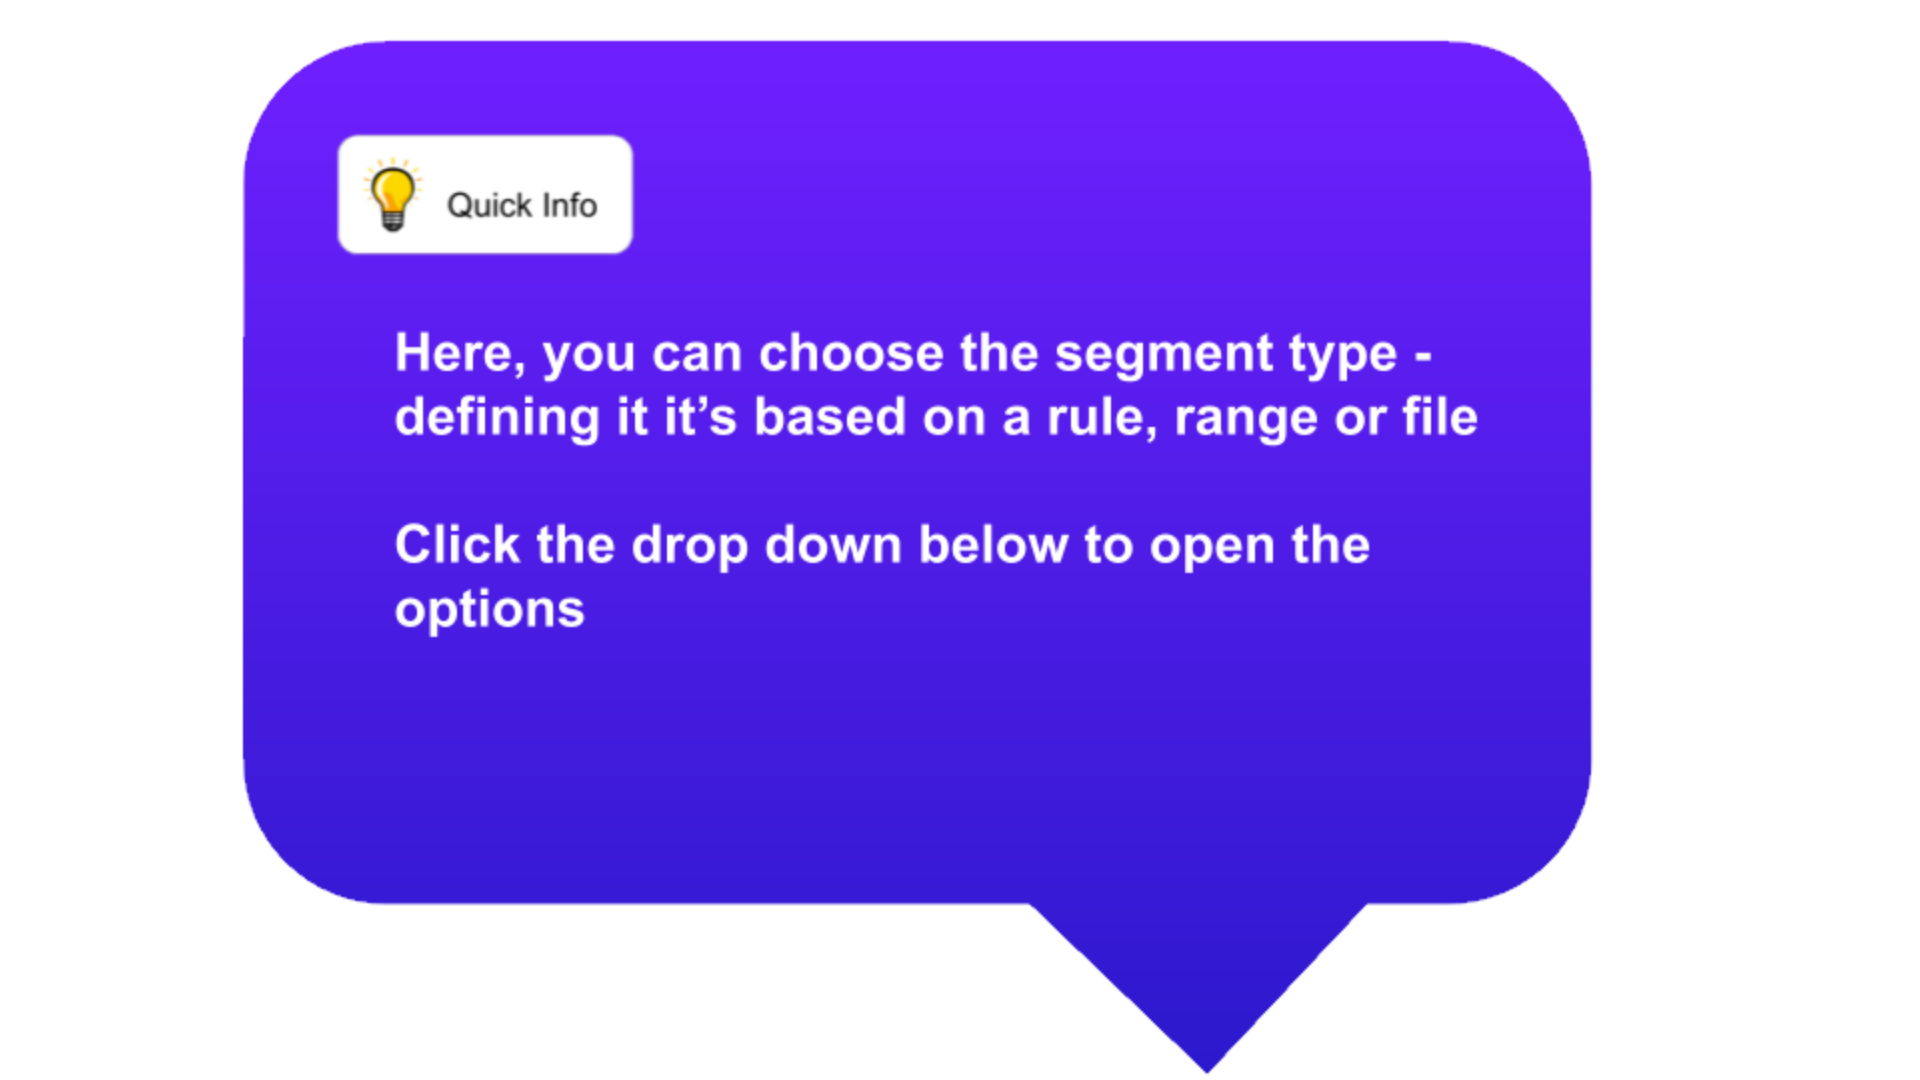 Quick Info
Here, you can choose the segment type -
defining it it’s based on a rule, range or file
Click the drop down below to open the
options